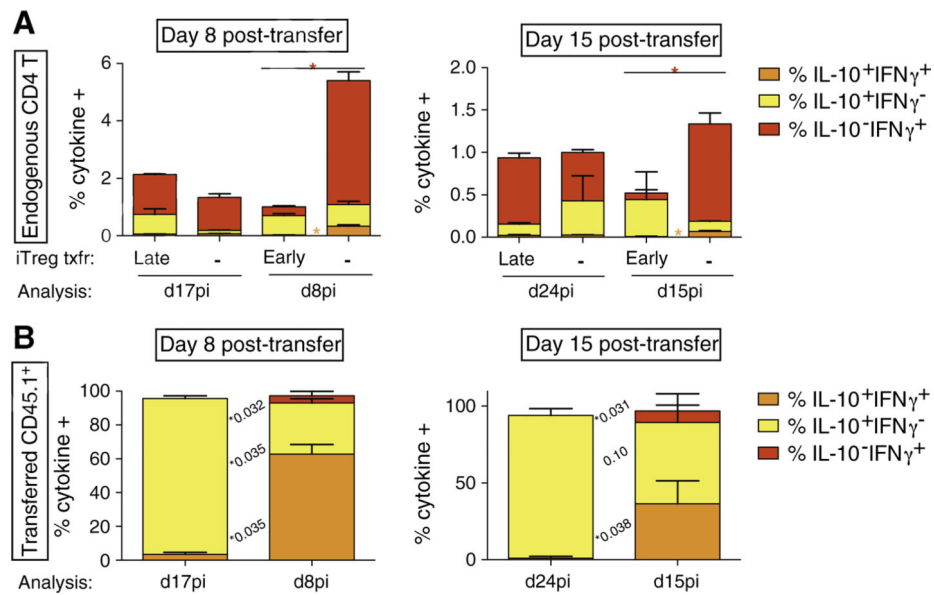 A
Day 8 post-transfer
Day 15 post-transfer
Endogenous CD4 T
% cytokine +
6
4
2
0
*
*
% cytokine +
2.0
1.5
1.0
0.5
0.0
*
*
% IL-10+IFNγ+
% IL-10+IFNγ-
% IL-10-IFNγ+
iTreg txfr:
Late
-
Early
-
Late
-
Early
-
Analysis:
d17pi
d8pi
d24pi
d15pi
B
Day 8 post-transfer
Day 15 post-transfer
Transferred CD45.1+
% cytokine +
100
80
60
40
20
0
*0.032
*0.035
*0.035
% cytokine +
100
50
0
*0.031
0.10
*0.038
% IL-10+IFNγ+
% IL-10+IFNγ-
% IL-10-IFNγ+
Analysis:
d17pi
d8pi
d24pi
d15pi